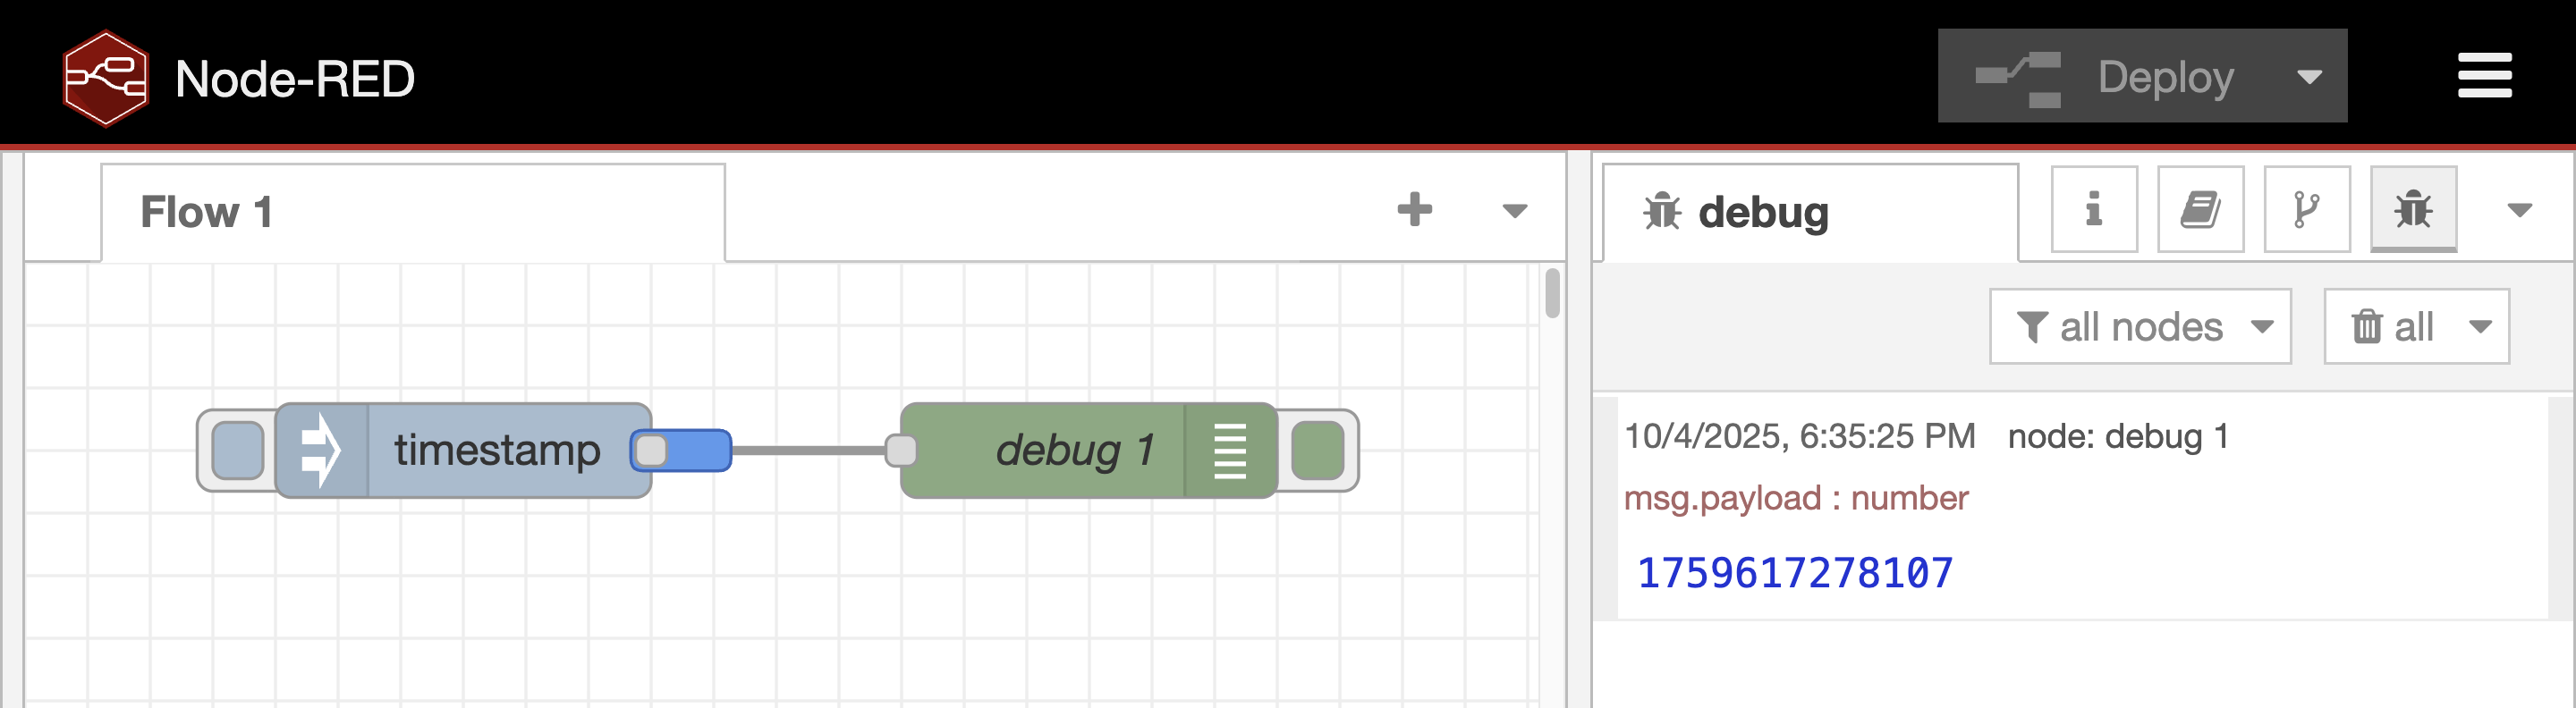 Node-RED
Deploy
Flow 1
debug
all nodes
all
timestamp
debug 1
10/4/2025, 6:35:25 PM node: debug 1
msg.payload : number
1759617278107